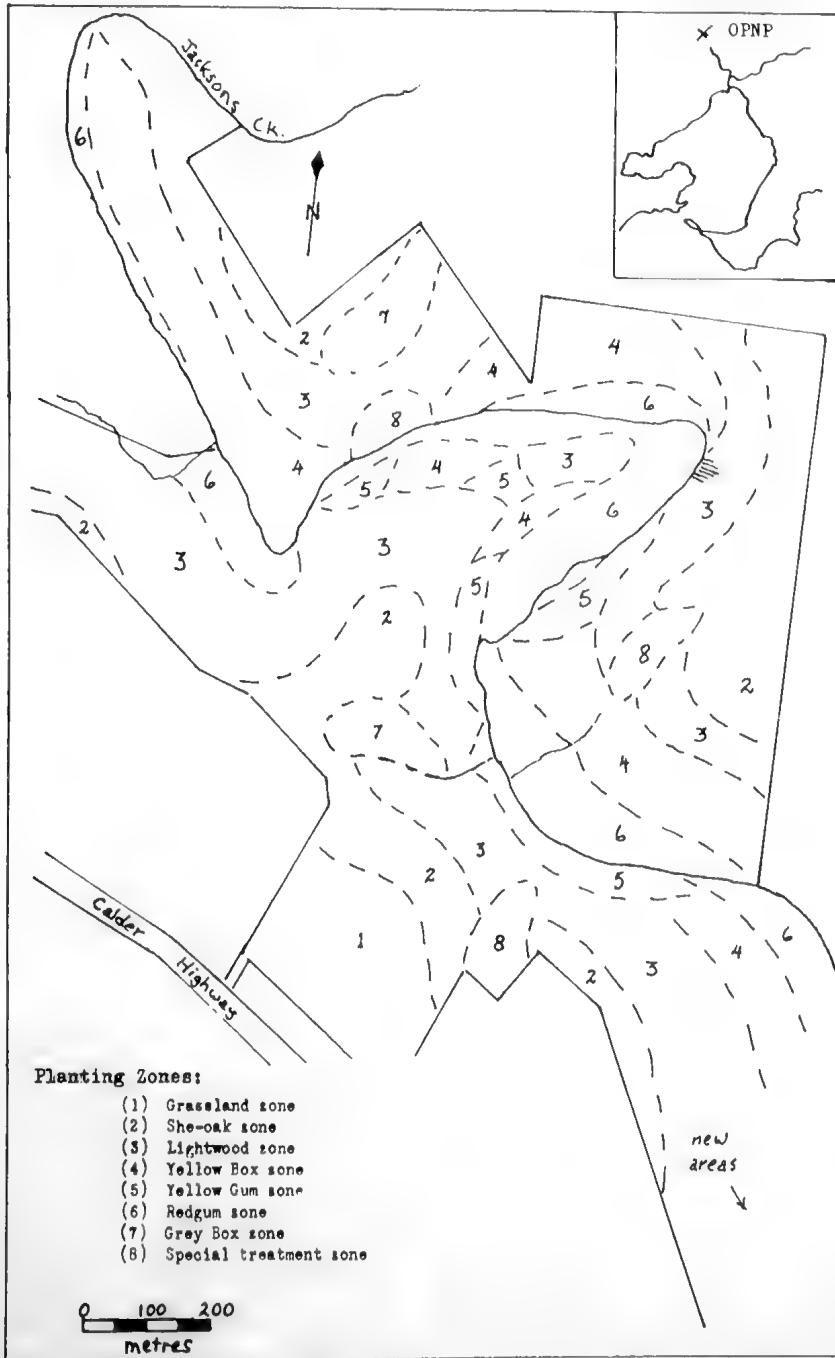 OPNP
Jacksons
Ck.
6
N
7
2
4
4
1
3
8
6
6
4
5
4
5
3
3
2
3
3
4
6
5
5
2
8
2
7
3
4
3
6
2
5
1
8
2
3
4
6
Calder
Highway
new
areas
Planting Zones:
(1) Grassland zone
(2) She-oak zone
(3) Lightwood zone
(4) Yellow Box zone
(5) Yellow Gum zone
(6) Redgum zone
(7) Grey Box zone
(8) Special treatment zone
0 100 200
metres